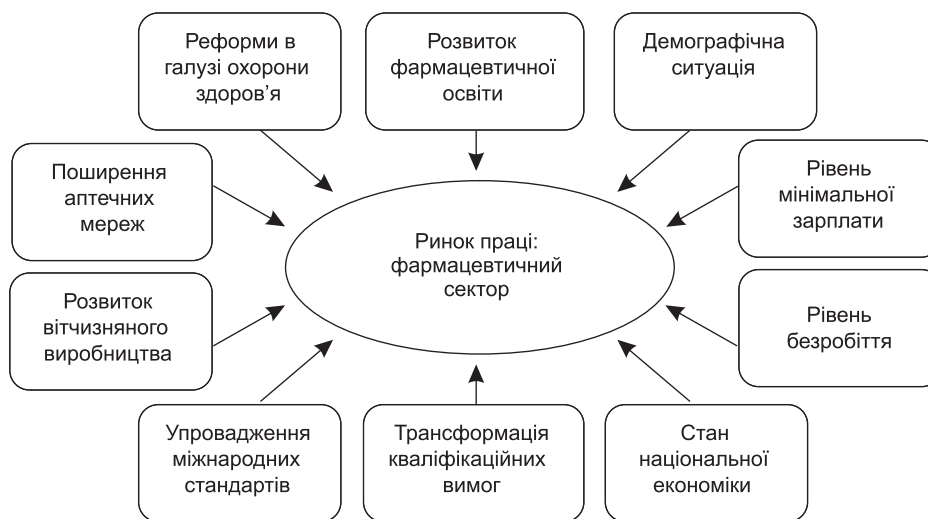 Реформи в
галузі охорони
здоров’я
Розвиток
фармацевтичної
освіти
Демографічна
ситуація
Поширення
аптечних
мереж
Рівень
мінімальної
зарплати
Ринок праці:
фармацевтичний
сектор
Розвиток
вітчизняного
виробництва
Рівень
безробіття
Упровадження
міжнародних
стандартів
Трансформація
кваліфікаційних
вимог
Стан
національної
економіки